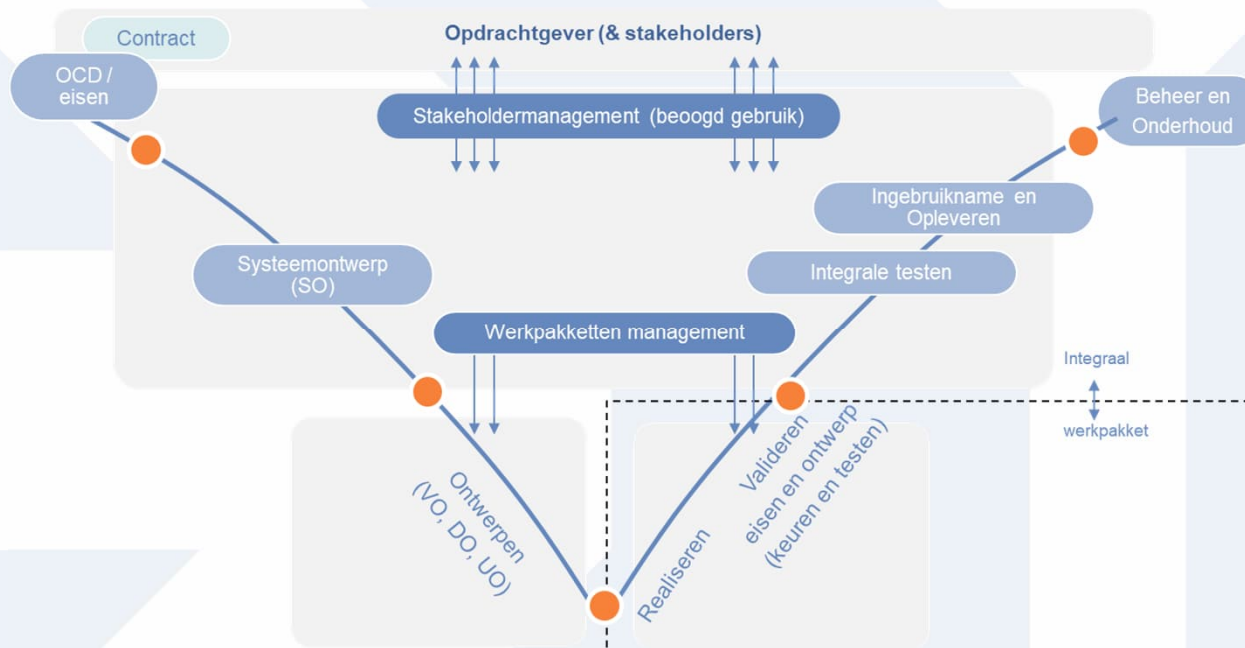 Contract
Opdrachtgever (& stakeholders)
OCD /
eisen
Stakeholdermanagement (beoogd gebruik)
Beheer en
Onderhoud
Ingebruikname en
Opleveren
Systeemontwerp
(SO)
Integrale testen
Werkpakketten management
Integraal
werkpakket
Ontwerpen
(VO, DO, UO)
Realiseren
Valideren
eisen en ontwerp
(keuren en testen)